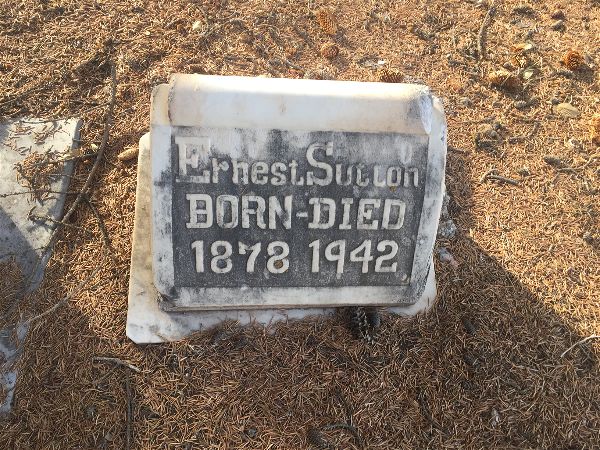 Ernest Sutton
BORN-DIED
1878 1942